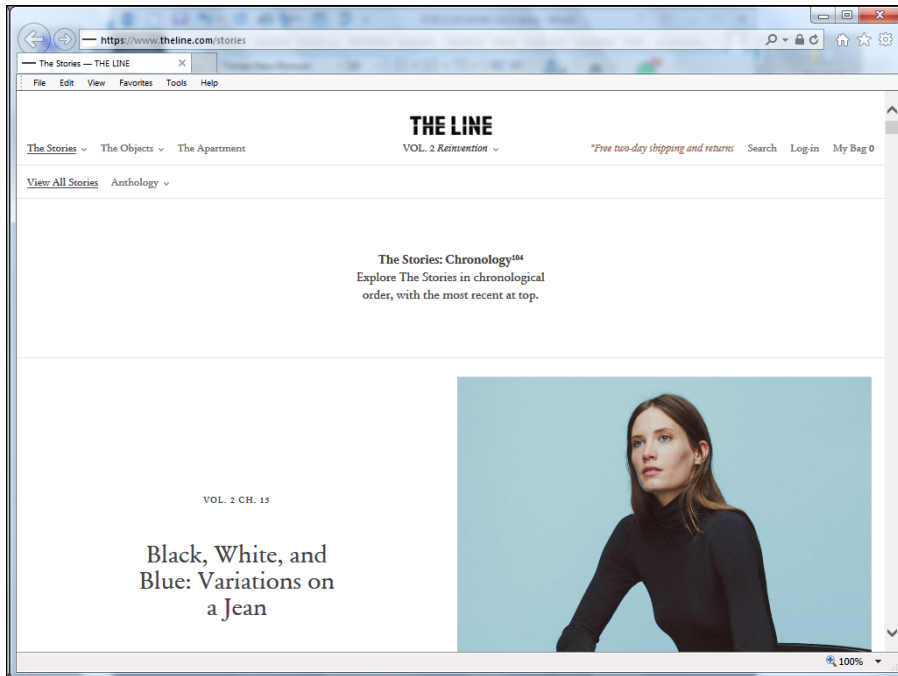 https://www.theline.com/stories
— The Stories — THE LINE
File Edit View Favorites Tools Help
THE LINE
The Stories The Objects The Apartment VOL. 2 Reinvention "Free two-day shipping and returns Search Log-in My Bag 0
View All Stories Anthology
The Stories: Chronology¹⁰⁴
Explore The Stories in chronological
order, with the most recent at top.
VOL. 2 CH. 13
Black, White, and
Blue: Variations on
a Jean
100%